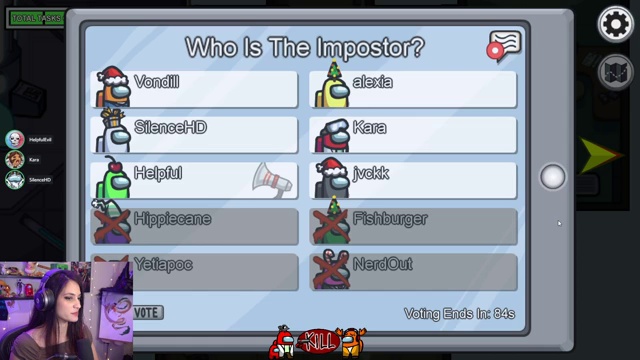 TOTAL TASKS
Who Is The Impostor?
Vondill
alexia
SilenceHD
Kara
Helpful
jvckk
Hippiecane
Fishburger
Yetiapoc
NerdOut
VOTE
Voting Ends In: 84s
HelpfulEvil
Kara
SilenceHD
KILL